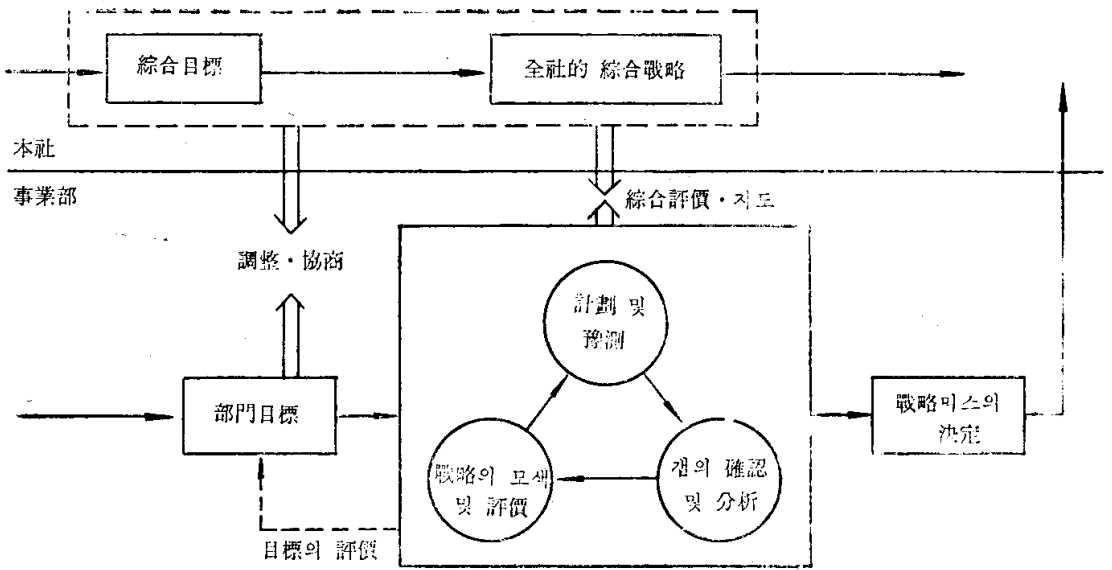 綜合目標
全社的 綜合戰略
本社
事業部
綜合評價·지도
調整·協商
計劃 및
豫測
部門目標
戰略미스의
決定
戰略의 모색
및 評價
갭의 確認
및 分析
目標의 評價